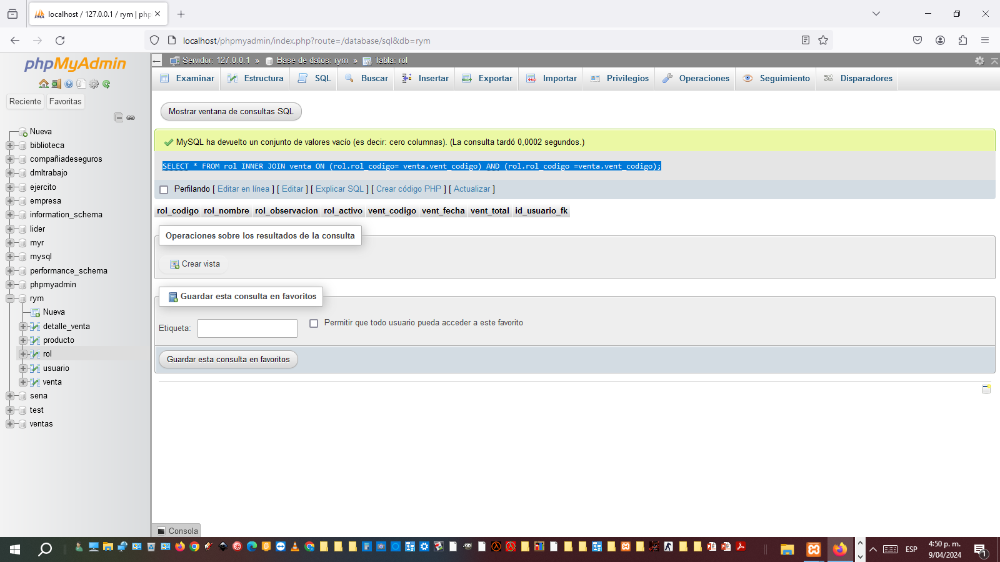 localhost / 127.0.0.1 / rym | php
localhost/phpmyadmin/index.php?route=/database/sql&db=rym
phpMyAdmin
Reciente
Favoritas
Nueva
biblioteca
compañiadeseguros
dmltrabajo
ejercito
empresa
information_schema
lider
myr
mysql
performance_schema
phpmyadmin
rym
Nueva
detalle_venta
producto
rol
usuario
venta
sena
test
ventas
Servidor: 127.0.0.1 » Base de datos: rym » Tabla: rol
Examinar Estructura SQL Buscar Insertar Exportar Importar Privilegios Operaciones Seguimiento Disparadores
Mostrar ventana de consultas SQL
MySQL ha devuelto un conjunto de valores vacío (es decir: cero columnas). (La consulta tardó 0,0002 segundos.)
SELECT * FROM rol INNER JOIN venta ON (rol.rol_codigo= venta.vent_codigo) AND (rol.rol_codigo =venta.vent_codigo);
Perfilando [ Editar en línea ] [ Editar ] [ Explicar SQL ] [ Crear código PHP ] [ Actualizar ]
rol_codigo rol_nombre rol_observacion rol_activo vent_codigo vent_fecha vent_total id_usuario_fk
Operaciones sobre los resultados de la consulta
Crear vista
Guardar esta consulta en favoritos
Etiqueta:
Permitir que todo usuario pueda acceder a este favorito
Guardar esta consulta en favoritos
Consola
ESP
4:50 p. m.
9/04/2024
1